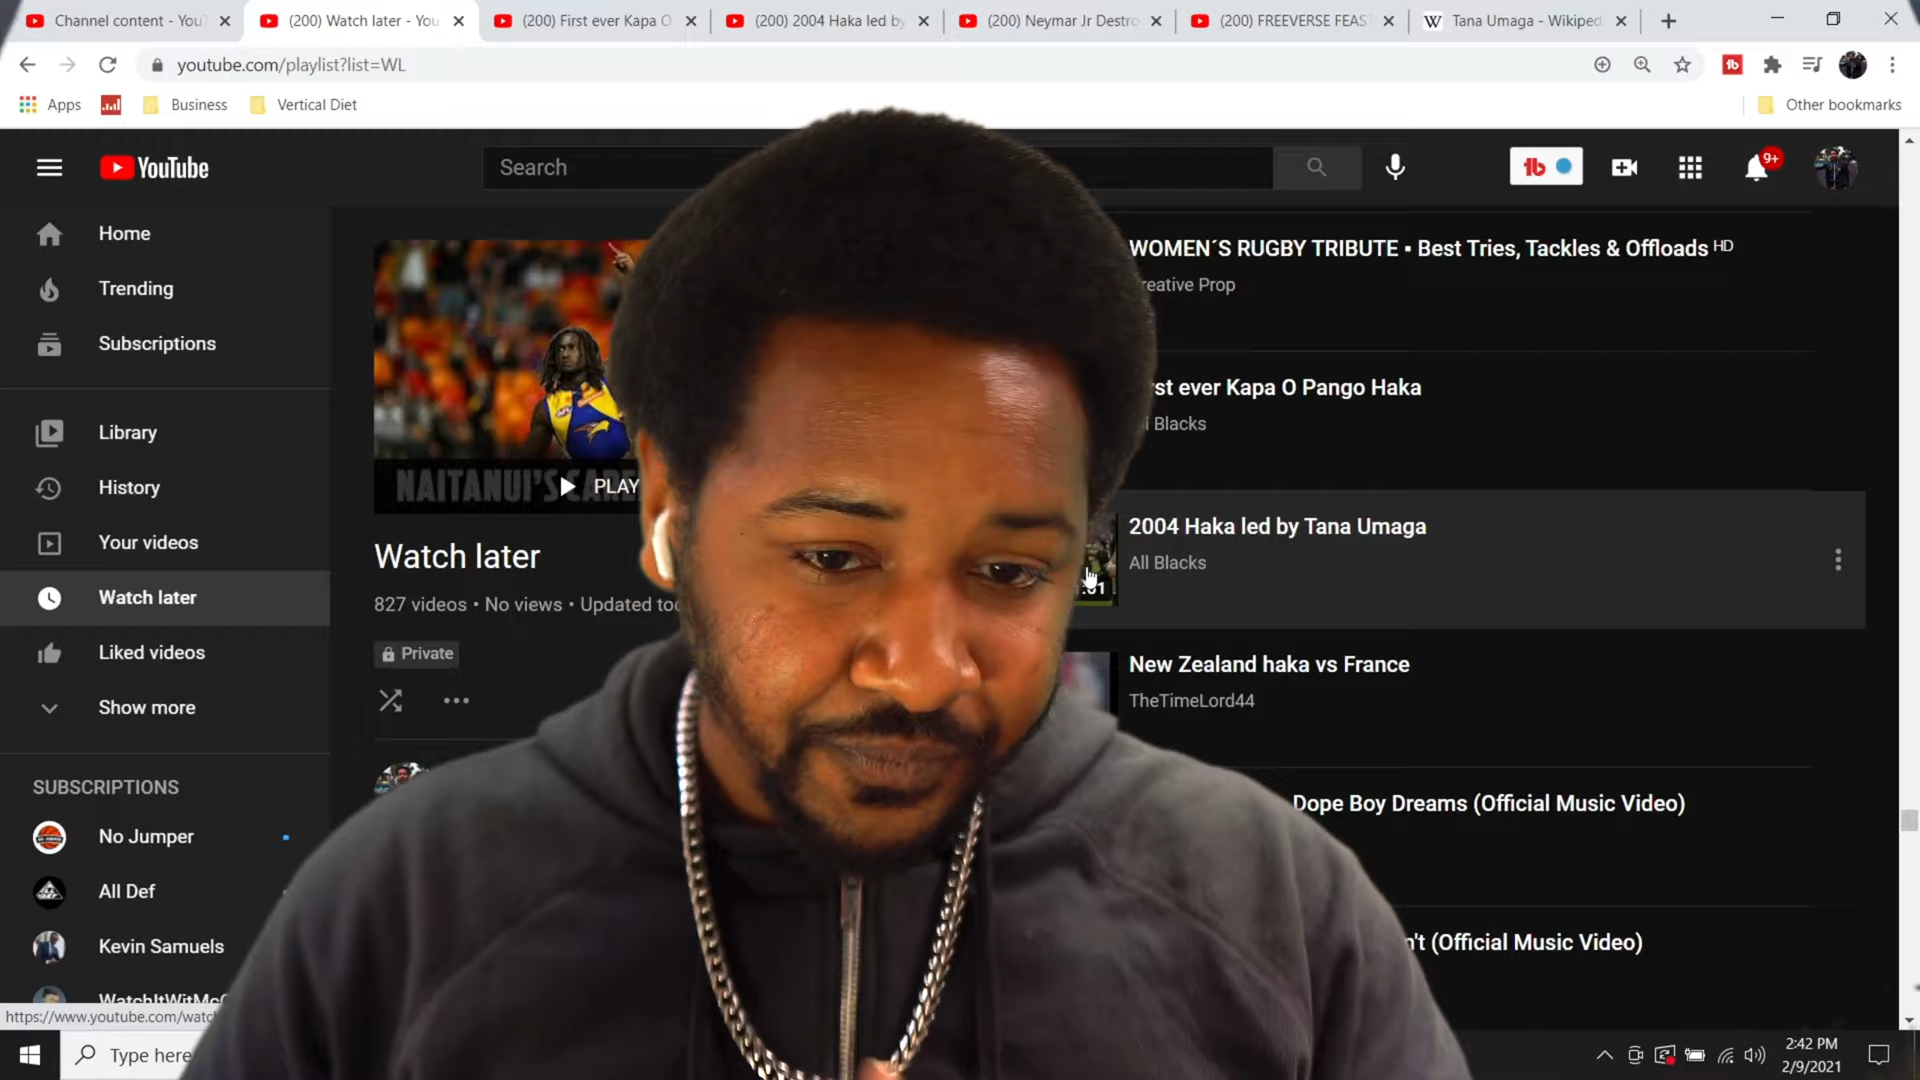 Channel content - YouT
(200) Watch later - You
(200) First ever Kapa O
(200) 2004 Haka led by
(200) Neymar Jr Destro
(200) FREEVERSE FEAS
Tana Umaga - Wikiped
youtube.com/playlist?list=WL
Apps
Business
Vertical Diet
Other bookmarks
YouTube
Search
9+
Home
Trending
Subscriptions
Library
History
Your videos
Watch later
Liked videos
Show more
SUBSCRIPTIONS
No Jumper
All Def
Kevin Samuels
WatchItWitMcC
NAITANUI'S CARE
PLAY
Watch later
827 videos • No views • Updated tod
Private
WOMEN´S RUGBY TRIBUTE ▪ Best Tries, Tackles & Offloads ᴴᴰ
reative Prop
rst ever Kapa O Pango Haka
l Blacks
2004 Haka led by Tana Umaga
All Blacks
New Zealand haka vs France
TheTimeLord44
Dope Boy Dreams (Official Music Video)
n't (Official Music Video)
https://www.youtube.com/watc
Type here
2:42 PM
2/9/2021